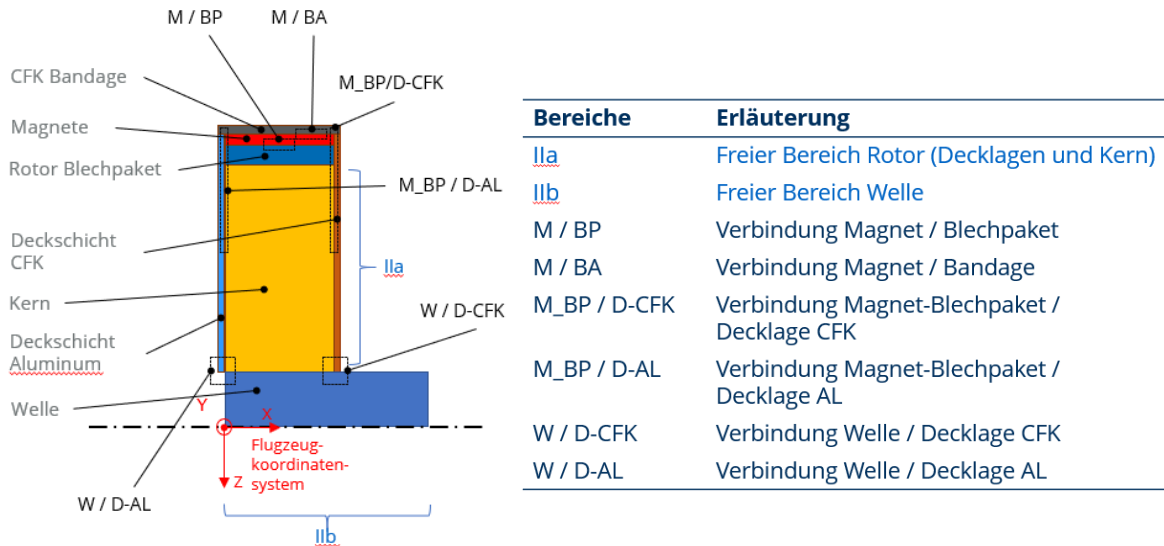 M / BP
M / BA
CFK Bandage
M_BP/D-CFK
Magnete
Rotor Blechpaket
M_BP / D-AL
Deckschicht
CFK
IIa
Kern
W / D-CFK
Deckschicht
Aluminum
Welle
Y
X
Flugzeug-
koordinaten-
system
Z
W / D-AL
IIb
Bereiche Erläuterung
IIa Freier Bereich Rotor (Decklagen und Kern)
IIb Freier Bereich Welle
M / BP Verbindung Magnet / Blechpaket
M / BA Verbindung Magnet / Bandage
M_BP / D-CFK Verbindung Magnet-Blechpaket /
Decklage CFK
M_BP / D-AL Verbindung Magnet-Blechpaket /
Decklage AL
W / D-CFK Verbindung Welle / Decklage CFK
W / D-AL Verbindung Welle / Decklage AL